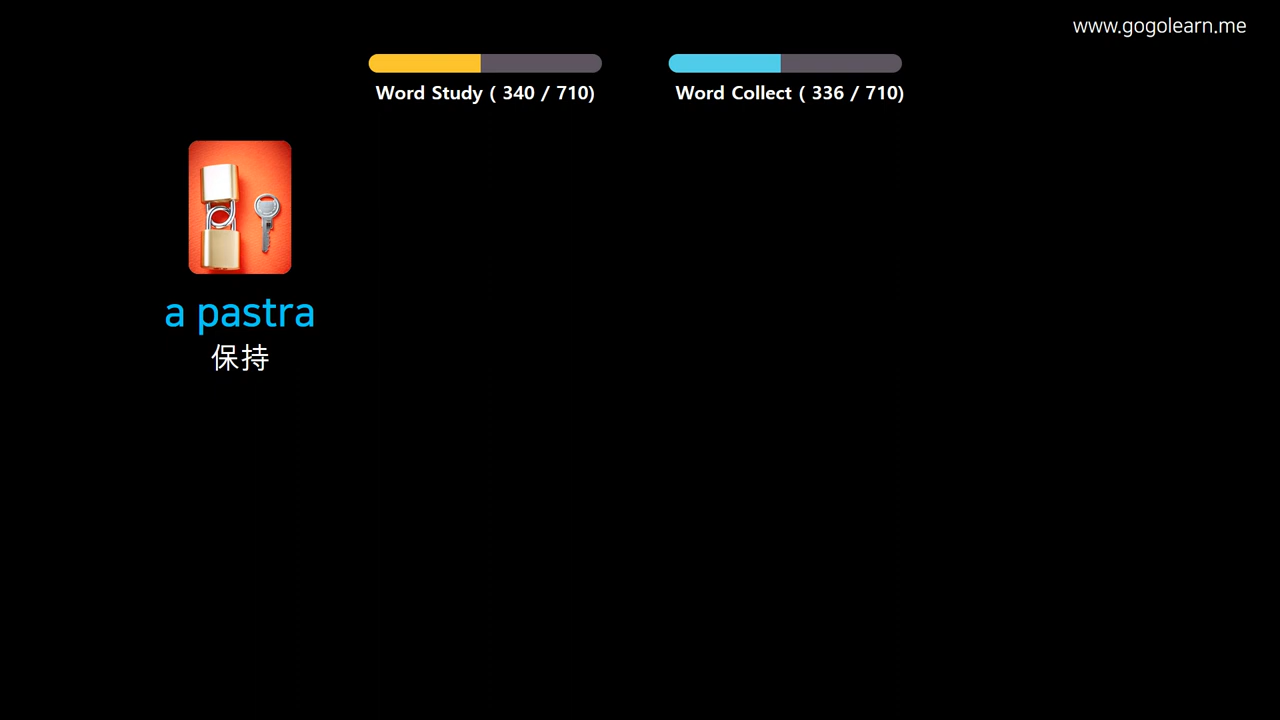 www.gogolearn.me
Word Study ( 340 / 710)
Word Collect ( 336 / 710)
a pastra
保持